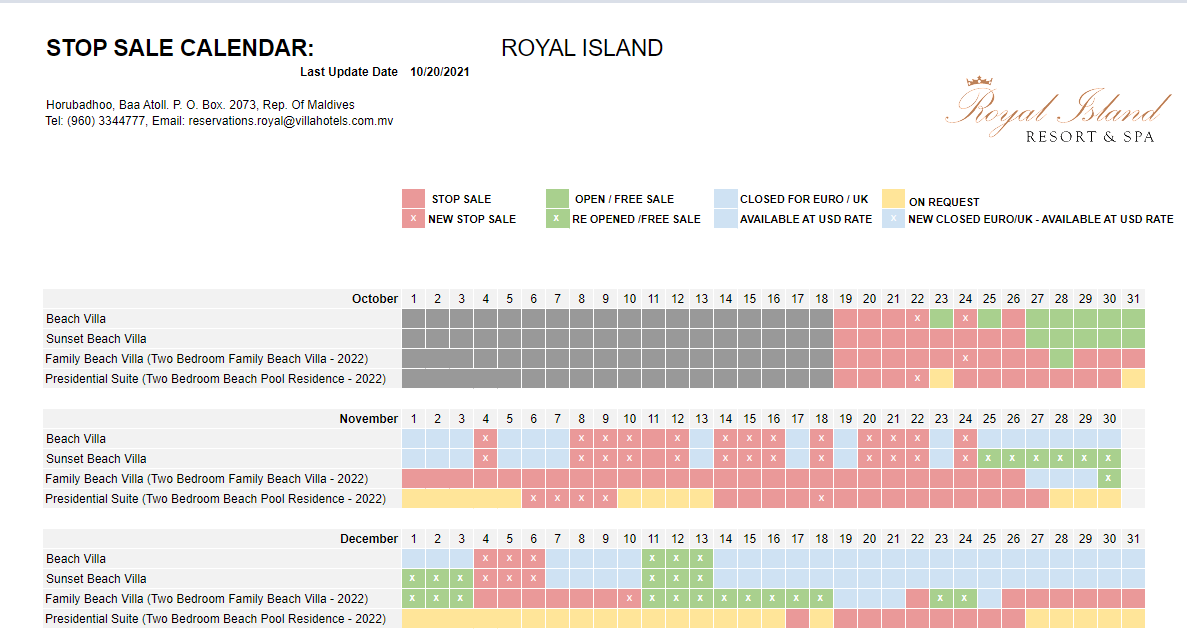 STOP SALE CALENDAR: ROYAL ISLAND
Last Update Date 10/20/2021
Horubadhoo, Baa Atoll. P. O. Box. 2073, Rep. Of Maldives
Tel: (960) 3344777, Email: reservations.royal@villahotels.com.mv
Royal Island
RESORT & SPA
STOP SALE OPEN / FREE SALE CLOSED FOR EURO / UK ON REQUEST
x NEW STOP SALE x RE OPENED /FREE SALE AVAILABLE AT USD RATE x NEW CLOSED EURO/UK - AVAILABLE AT USD RATE
October 1 2 3 4 5 6 7 8 9 10 11 12 13 14 15 16 17 18 19 20 21 22 23 24 25 26 27 28 29 30 31
Beach Villa x x
Sunset Beach Villa
Family Beach Villa (Two Bedroom Family Beach Villa - 2022) x
Presidential Suite (Two Bedroom Beach Pool Residence - 2022) x
November 1 2 3 4 5 6 7 8 9 10 11 12 13 14 15 16 17 18 19 20 21 22 23 24 25 26 27 28 29 30
Beach Villa x x x x x x x x x x x x x
Sunset Beach Villa x x x x x x x x x x x x x x x x x x x
Family Beach Villa (Two Bedroom Family Beach Villa - 2022) x
Presidential Suite (Two Bedroom Beach Pool Residence - 2022) x x x x x
December 1 2 3 4 5 6 7 8 9 10 11 12 13 14 15 16 17 18 19 20 21 22 23 24 25 26 27 28 29 30 31
Beach Villa x x x x x x
Sunset Beach Villa x x x x x x x x x
Family Beach Villa (Two Bedroom Family Beach Villa - 2022) x x x x x x x x x x x x x x
Presidential Suite (Two Bedroom Beach Pool Residence - 2022)